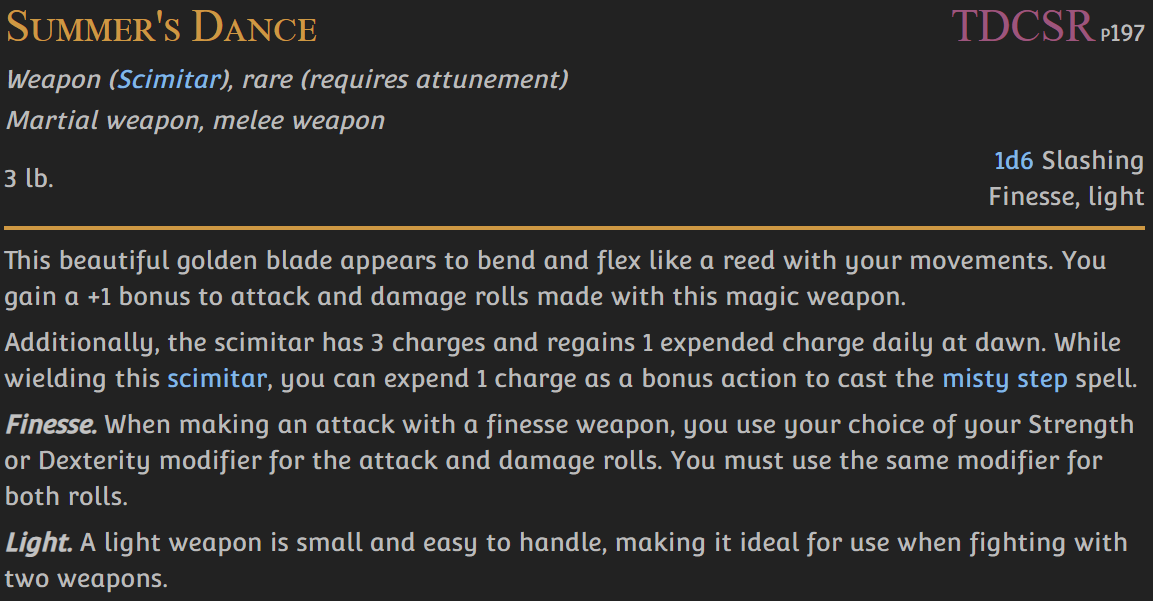 Summer's Dance TDCSR p197
Weapon (Scimitar), rare (requires attunement)
Martial weapon, melee weapon
3 lb.
1d6 Slashing
Finesse, light
This beautiful golden blade appears to bend and flex like a reed with your movements. You
gain a +1 bonus to attack and damage rolls made with this magic weapon.
Additionally, the scimitar has 3 charges and regains 1 expended charge daily at dawn. While
wielding this scimitar, you can expend 1 charge as a bonus action to cast the misty step spell.
Finesse. When making an attack with a finesse weapon, you use your choice of your Strength
or Dexterity modifier for the attack and damage rolls. You must use the same modifier for
both rolls.
Light. A light weapon is small and easy to handle, making it ideal for use when fighting with
two weapons.